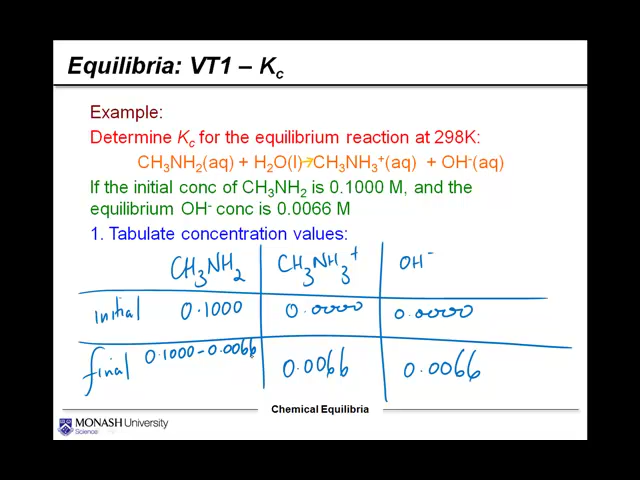 Equilibria: VT1 – Kc
Example:
Determine Kc for the equilibrium reaction at 298K:
CH₃NH₂(aq) + H₂O(l)→CH₃NH₃⁺(aq) + OH⁻(aq)
If the initial conc of CH₃NH₂ is 0.1000 M, and the
equilibrium OH⁻ conc is 0.0066 M
1. Tabulate concentration values:
CH₃NH₂ CH₃NH₃⁺ OH⁻
initial 0.1000 0.0000 0.0000
final 0.1000-0.0066 0.0066 0.0066
Chemical Equilibria
MONASH University
Science